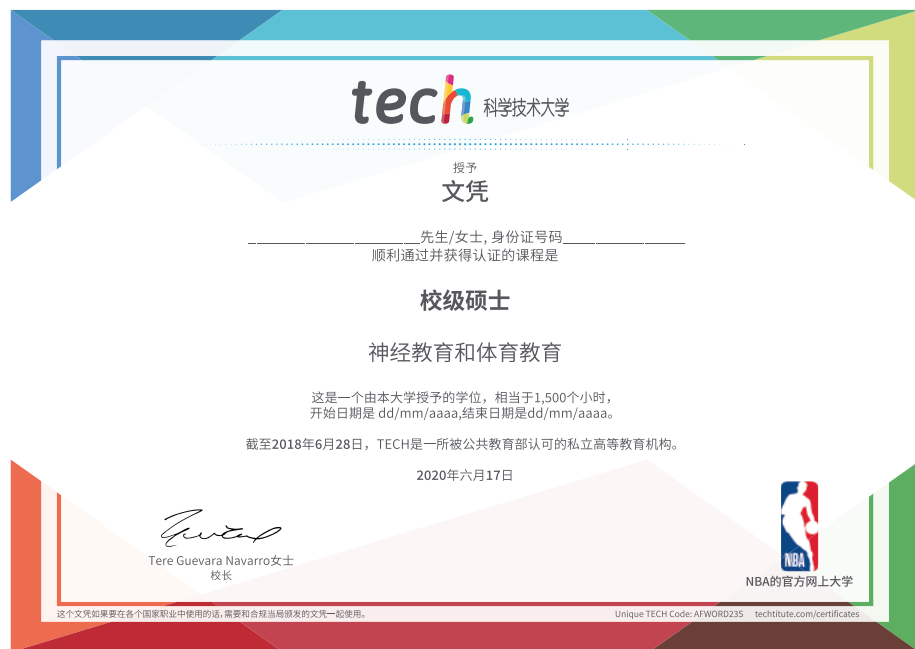 tech 科学技术大学
授予
文凭
______________________先生/女士, 身份证号码_______________
顺利通过并获得认证的课程是
校级硕士
神经教育和体育教育
这是一个由本大学授予的学位，相当于1,500个小时，
开始日期是 dd/mm/aaaa,结束日期是dd/mm/aaaa。
截至2018年6月28日，TECH是一所被公共教育部认可的私立高等教育机构。
2020年六月17日
Tere Guevara Navarro女士
校长
NBA
NBA的官方网上大学
这个文凭如果要在各个国家职业中使用的话,需要和合规当局颁发的文凭一起使用。
Unique TECH Code: AFWORD23S techtitute.com/certificates